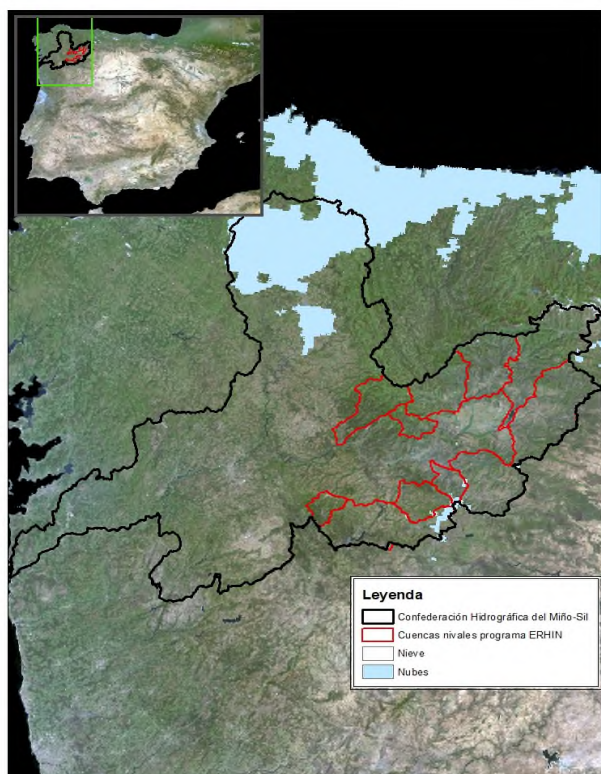 Leyenda
Confederación Hidrográfica del Miño-Sil
Cuencas nivales programa ERHIN
Nieve
Nubes